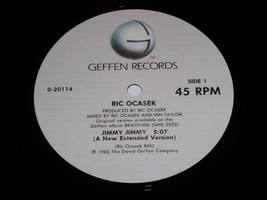 TM
GEFFEN RECORDS
0-20114
SIDE 1
45 RPM
RIC OCASEK
PRODUCED BY RIC OCASEK
MIXED BY RIC OCASEK AND IAN TAYLOR
Original version available on the
Geffen album BEATITUDE (GHS 2022)
JIMMY JIMMY 5:07
(A New Extended Version)
(Ric Ocasek BMI)
℗ 1983 The David Geffen Company